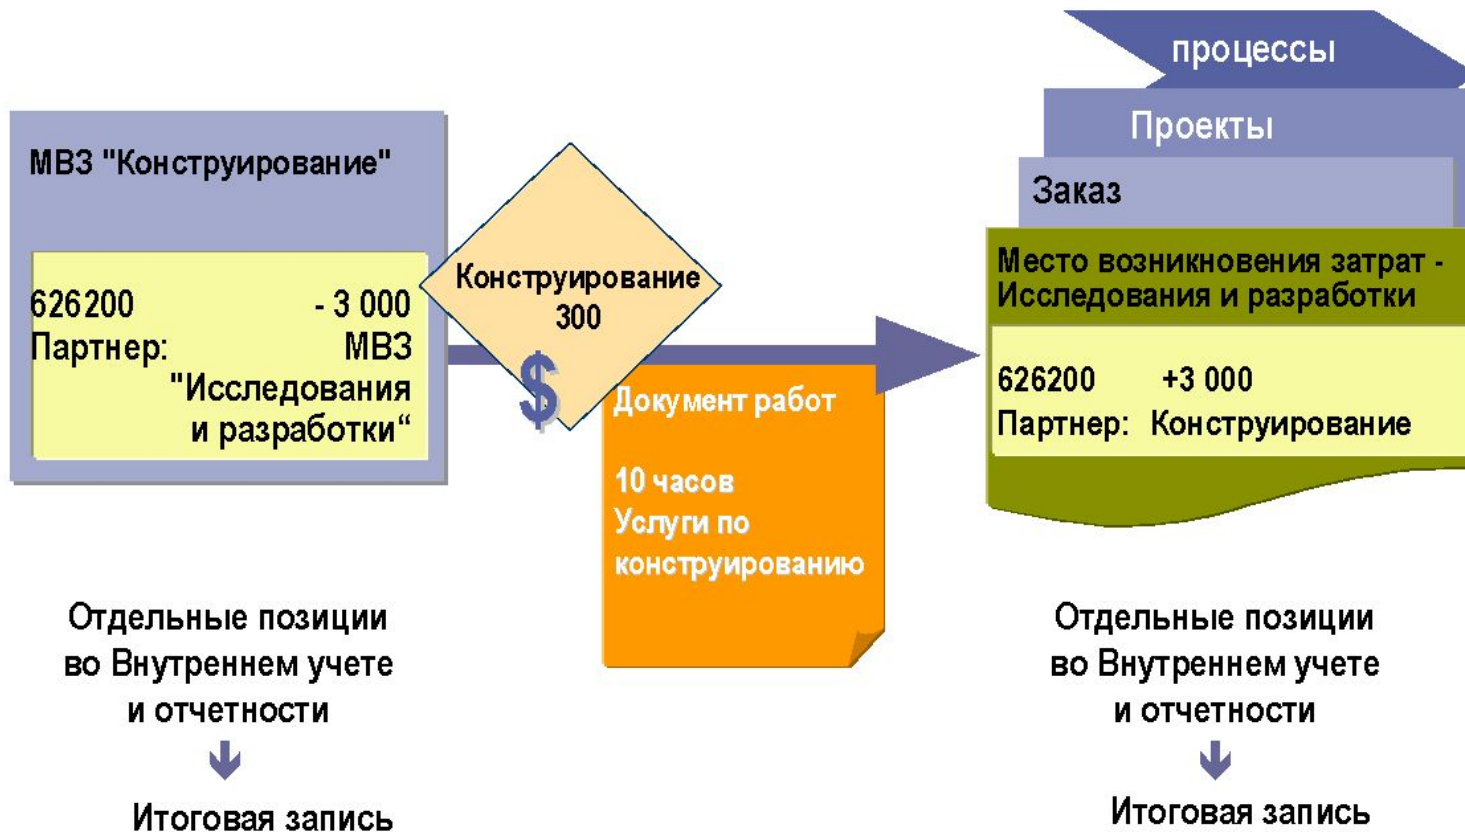 процессы
Проекты
Заказ
МВЗ "Конструирование"
626200 - 3 000
Партнер: МВЗ
"Исследования
и разработки“
Конструирование
300
$
Документ работ
10 часов
Услуги по
конструированию
Место возникновения затрат -
Исследования и разработки
626200 +3 000
Партнер: Конструирование
Отдельные позиции
во Внутреннем учете
и отчетности
Итоговая запись
Отдельные позиции
во Внутреннем учете
и отчетности
Итоговая запись